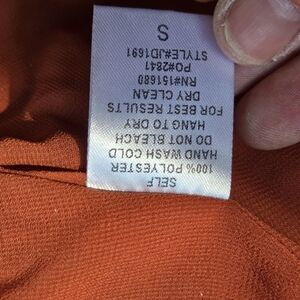 SELF
100% POLYESTER
HAND WASH COLD
DO NOT BLEACH
HANG TO DRY
FOR BEST RESULTS
DRY CLEAN
RN#151680
PO#2841
STYLE#JD1691
S